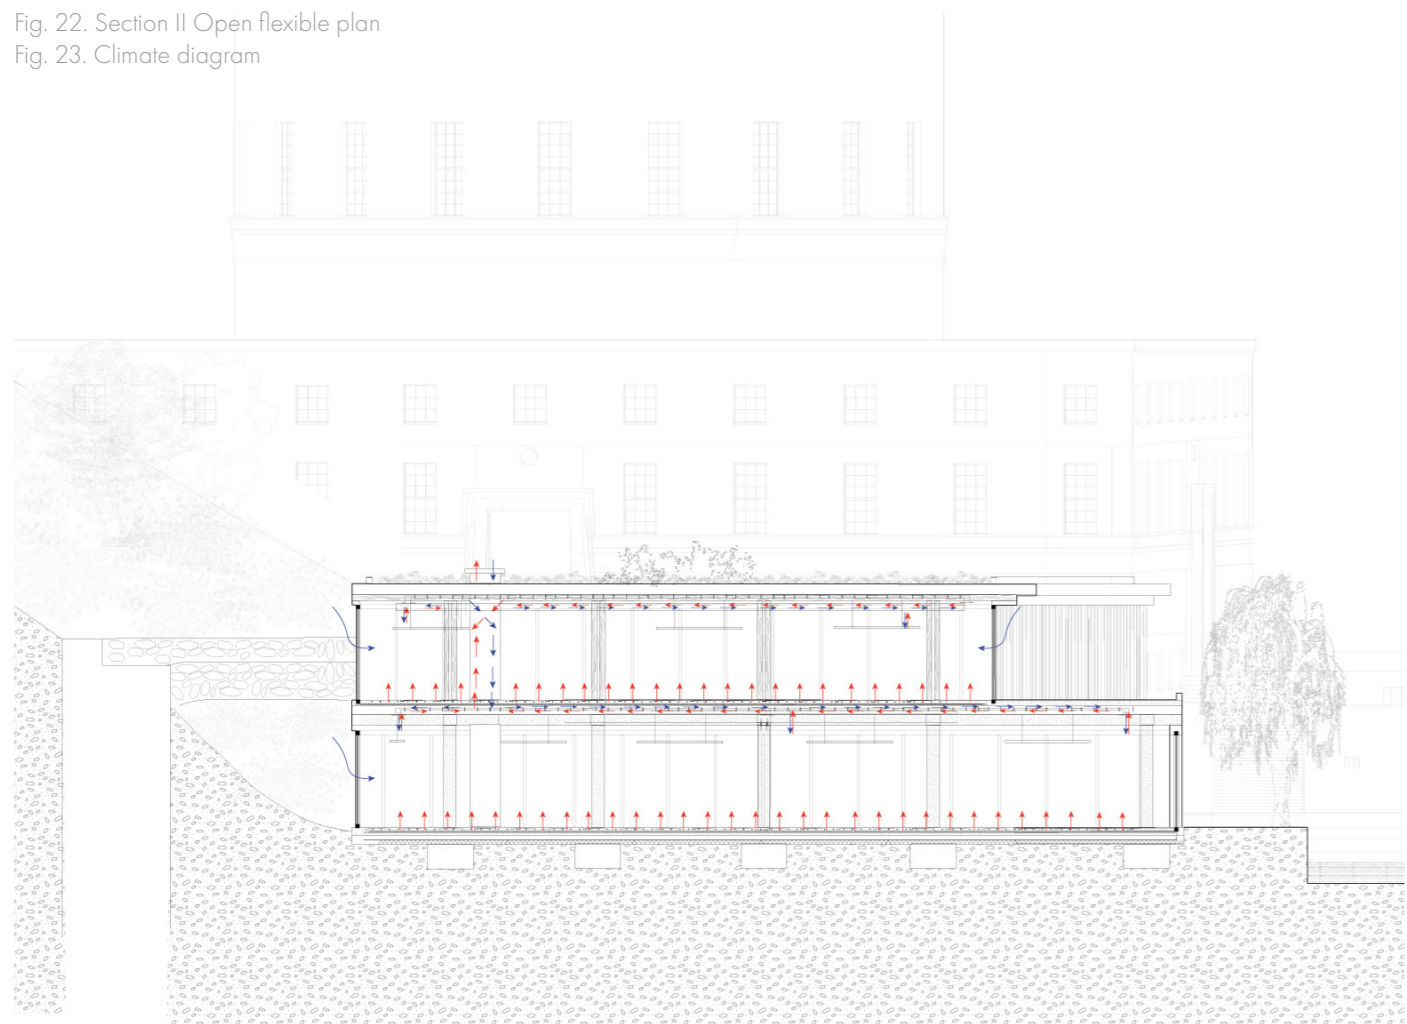 Fig. 22. Section II Open flexible plan
Fig. 23. Climate diagram